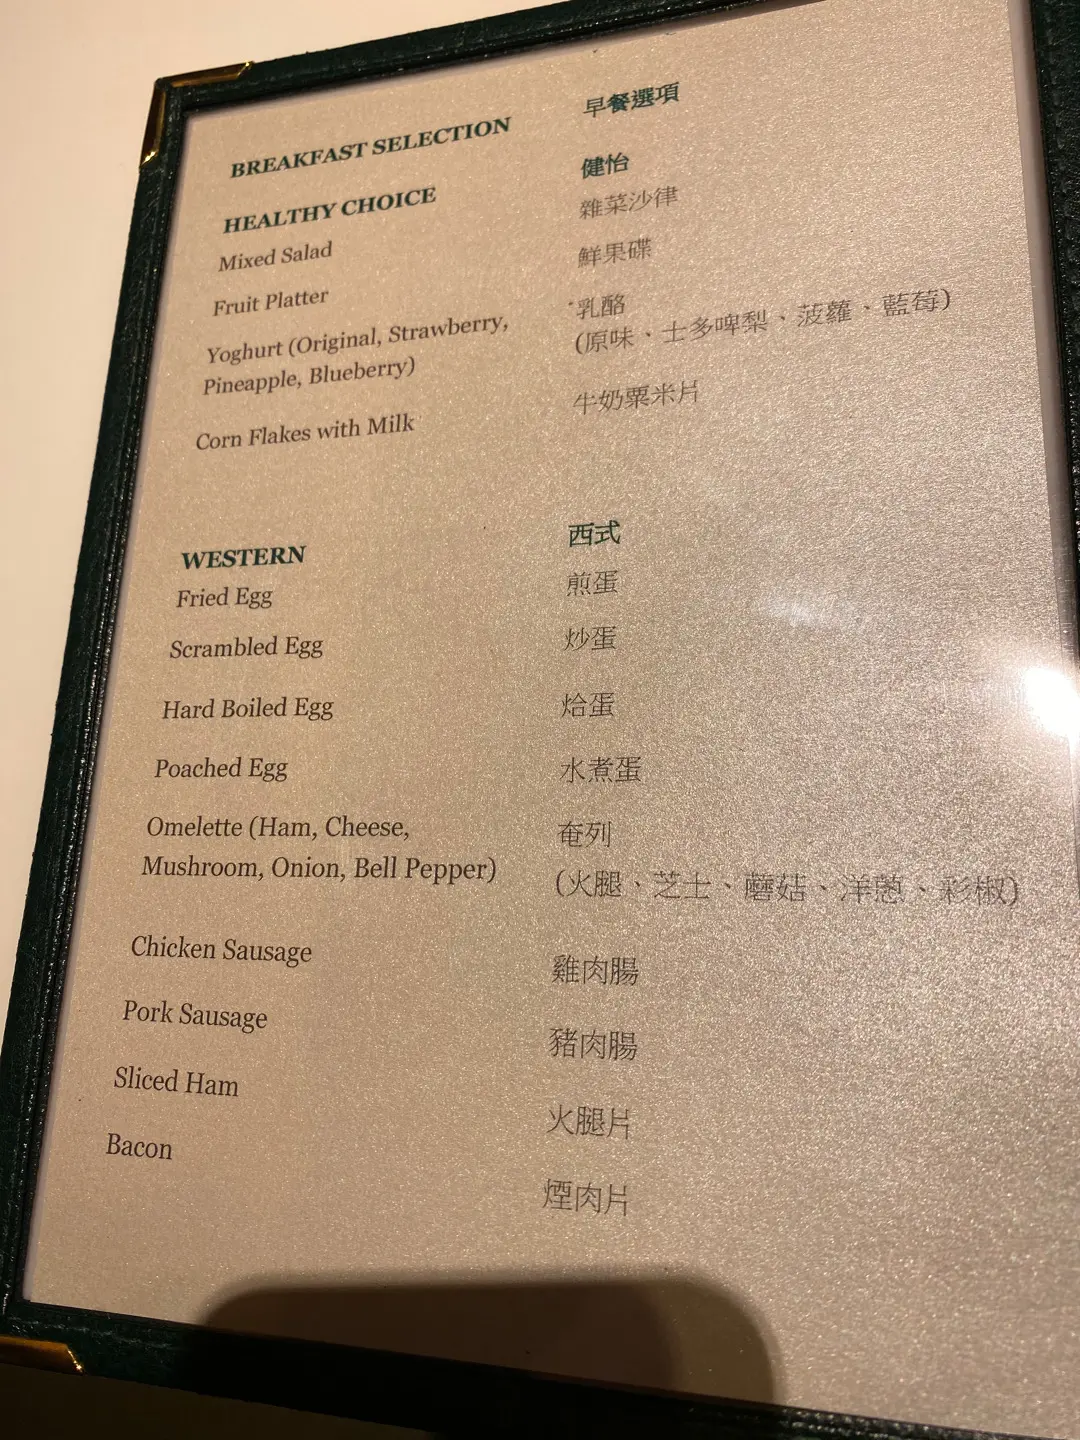 BREAKFAST SELECTION
早餐選項
HEALTHY CHOICE
健怡
Mixed Salad
雜菜沙律
Fruit Platter
鮮果碟
Yoghurt (Original, Strawberry,
Pineapple, Blueberry)
乳酪
(原味、士多啤梨、菠蘿、藍莓)
Corn Flakes with Milk
牛奶粟米片
WESTERN
西式
Fried Egg
煎蛋
Scrambled Egg
炒蛋
Hard Boiled Egg
烚蛋
Poached Egg
水煮蛋
Omelette (Ham, Cheese,
Mushroom, Onion, Bell Pepper)
奄列
(火腿、芝士、蘑菇、洋蔥、彩椒)
Chicken Sausage
雞肉腸
Pork Sausage
豬肉腸
Sliced Ham
火腿片
Bacon
煙肉片